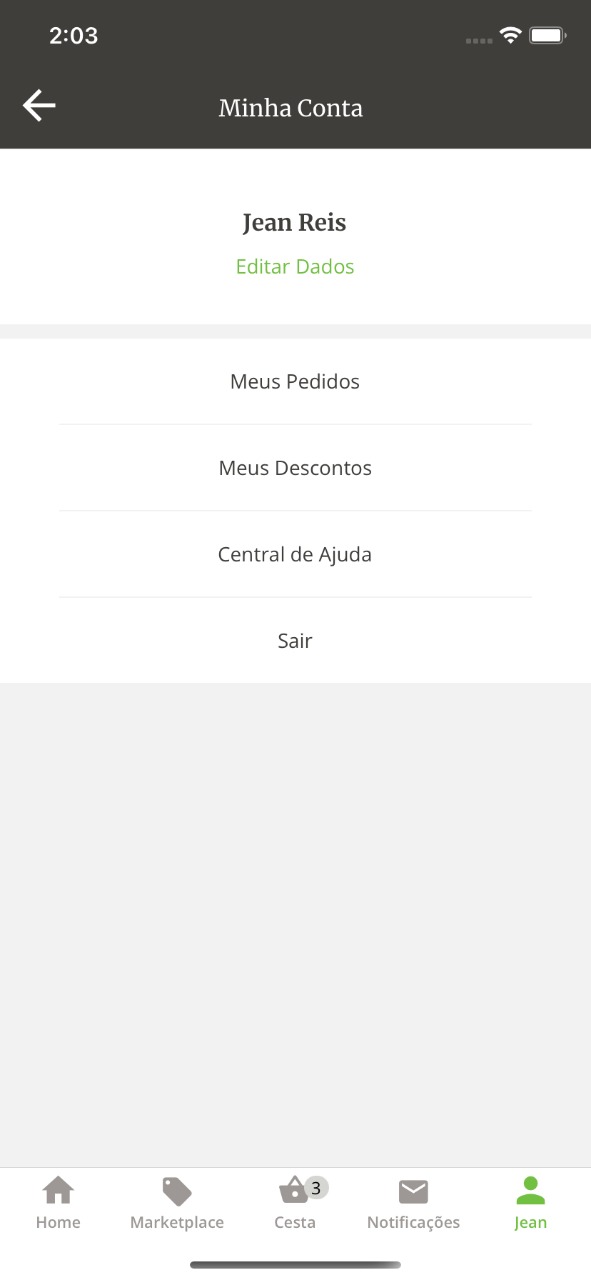 2:03
Minha Conta
Jean Reis
Editar Dados
Meus Pedidos
Meus Descontos
Central de Ajuda
Sair
3
Home Marketplace Cesta Notificações Jean